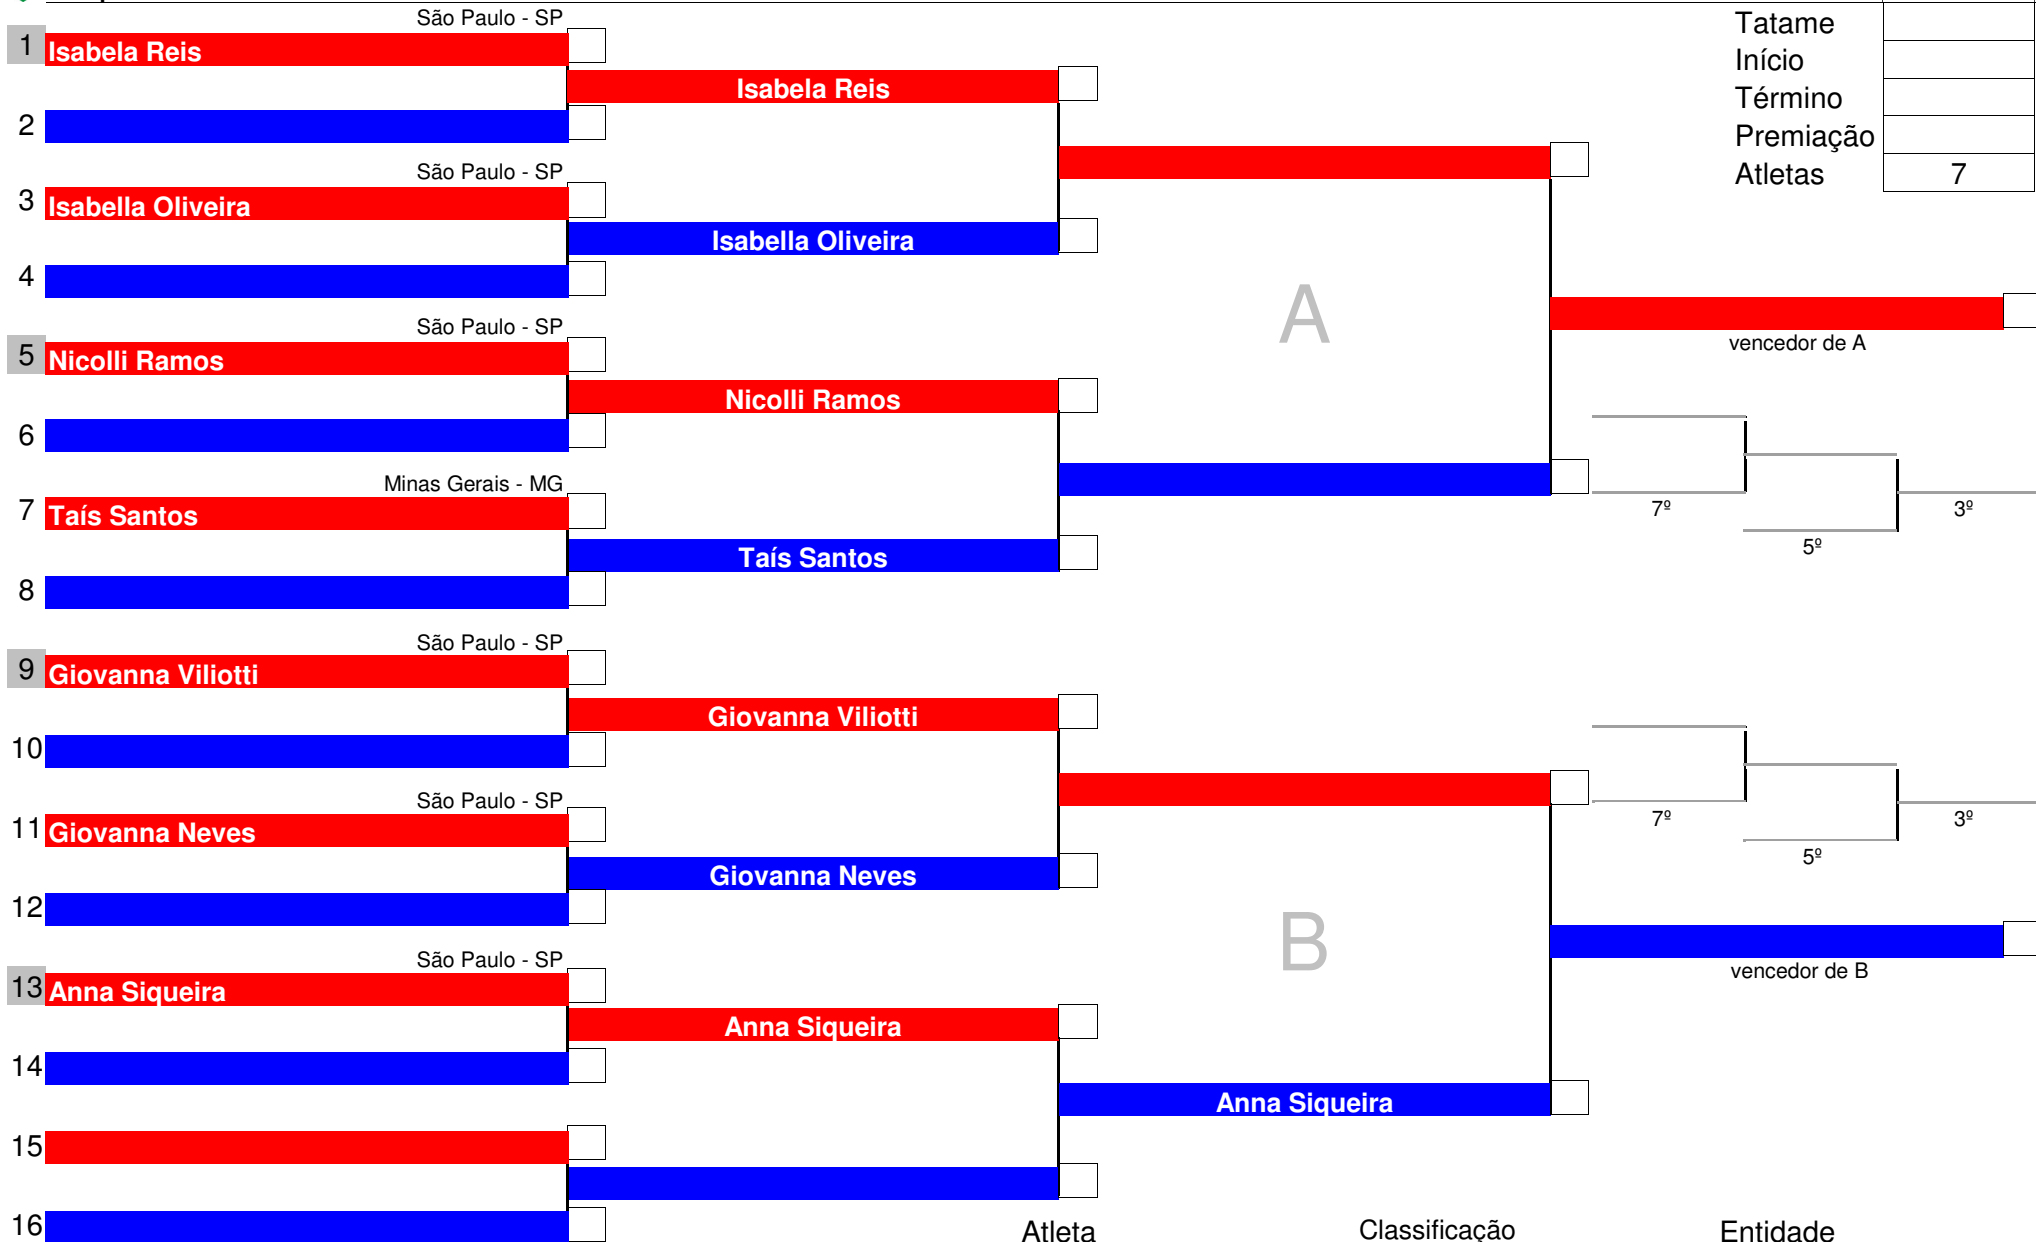 São Paulo - SP
1 Isabela Reis
Isabela Reis
2
São Paulo - SP
3 Isabella Oliveira
Isabella Oliveira
4
São Paulo - SP
5 Nicolli Ramos
Nicolli Ramos
6
Minas Gerais - MG
7 Taís Santos
Taís Santos
8
São Paulo - SP
9 Giovanna Viliotti
Giovanna Viliotti
10
São Paulo - SP
11 Giovanna Neves
Giovanna Neves
12
São Paulo - SP
13 Anna Siqueira
Anna Siqueira
14
Anna Siqueira
15
16
A
B
Tatame
Início
Término
Premiação
Atletas 7
vencedor de A
7º
3º
5º
7º
3º
5º
vencedor de B
Atleta Classificação Entidade